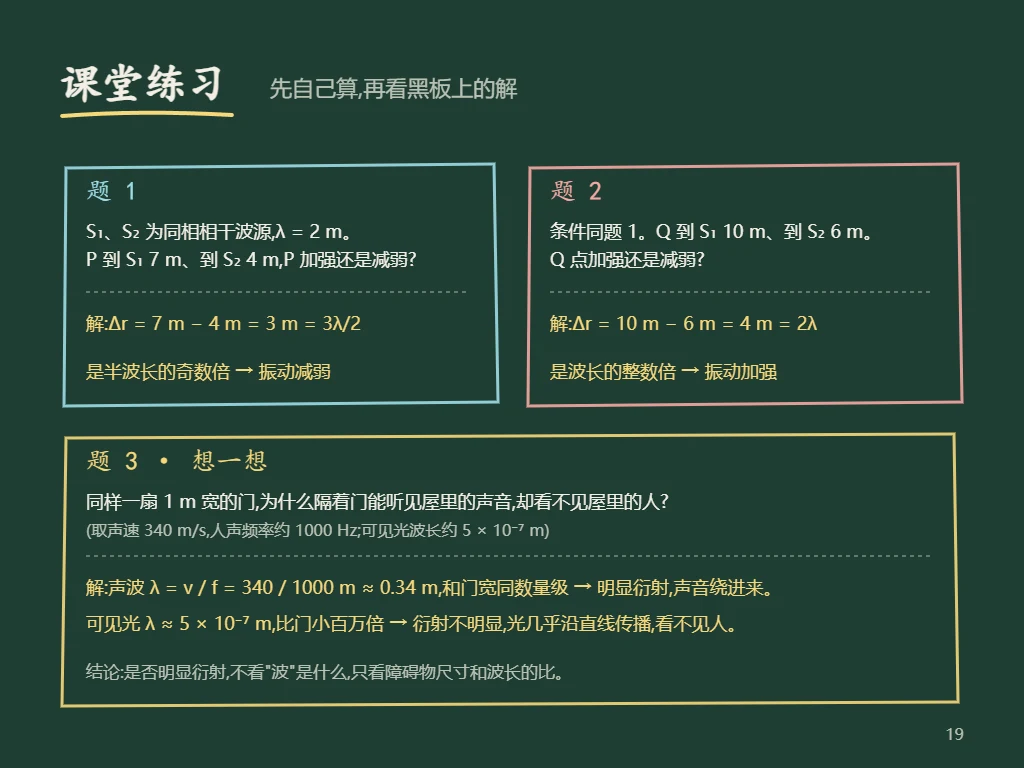 课堂练习
先自己算,再看黑板上的解
题 1
S₁、S₂ 为同相相干波源,λ = 2 m。
P 到 S₁ 7 m、到 S₂ 4 m,P 加强还是减弱?
解:Δr = 7 m − 4 m = 3 m = 3λ/2
是半波长的奇数倍 → 振动减弱
题 2
条件同题 1。Q 到 S₁ 10 m、到 S₂ 6 m。
Q 点加强还是减弱?
解:Δr = 10 m − 6 m = 4 m = 2λ
是波长的整数倍 → 振动加强
题 3 · 想一想
同样一扇 1 m 宽的门,为什么隔着门能听见屋里的声音,却看不见屋里的人?
(取声速 340 m/s,人声频率约 1000 Hz;可见光波长约 5 × 10⁻⁷ m)
解:声波 λ = v / f = 340 / 1000 m ≈ 0.34 m,和门宽同数量级 → 明显衍射,声音绕进来。
可见光 λ ≈ 5 × 10⁻⁷ m,比门小百万倍 → 衍射不明显,光几乎沿直线传播,看不见人。
结论:是否明显衍射,不看"波"是什么,只看障碍物尺寸和波长的比。
19